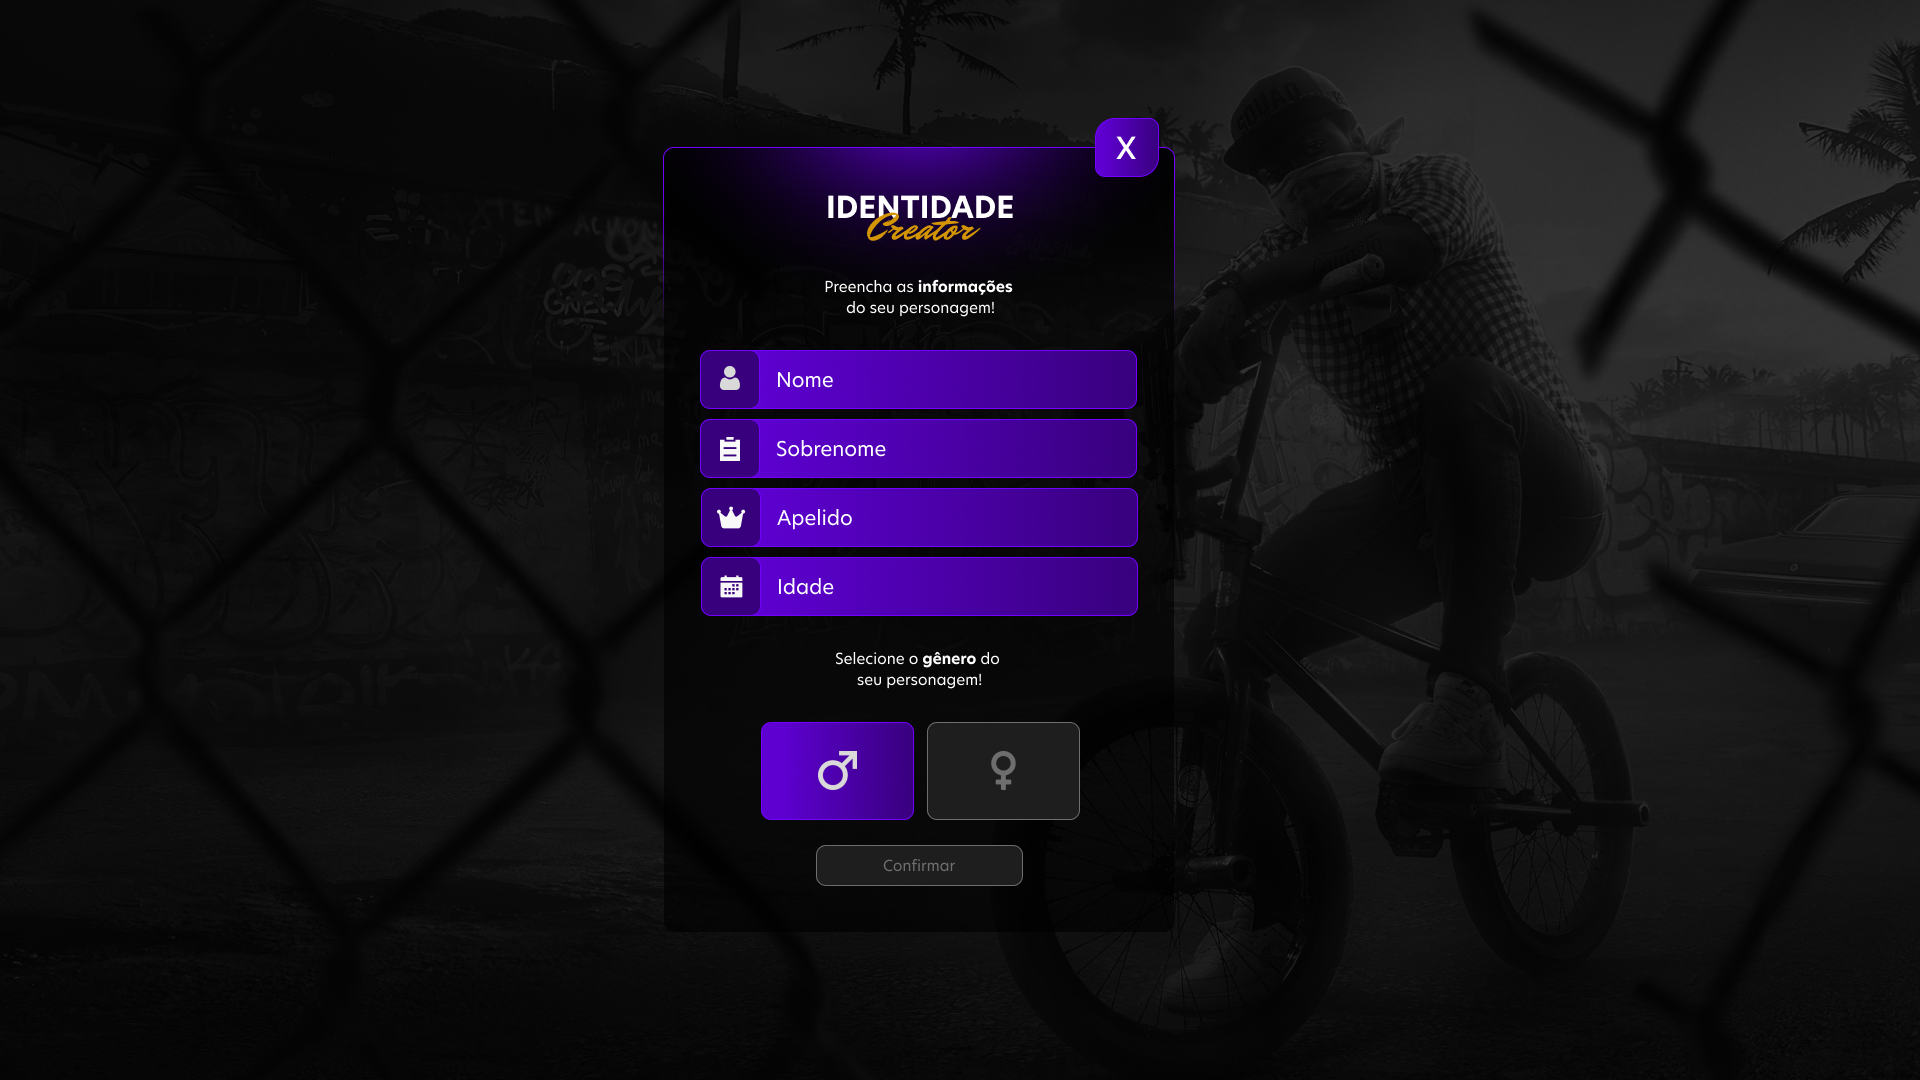 X
IDENTIDADE
Creator
Preencha as informações
do seu personagem!
Nome
Sobrenome
Apelido
Idade
Selecione o gênero do
seu personagem!
Confirmar